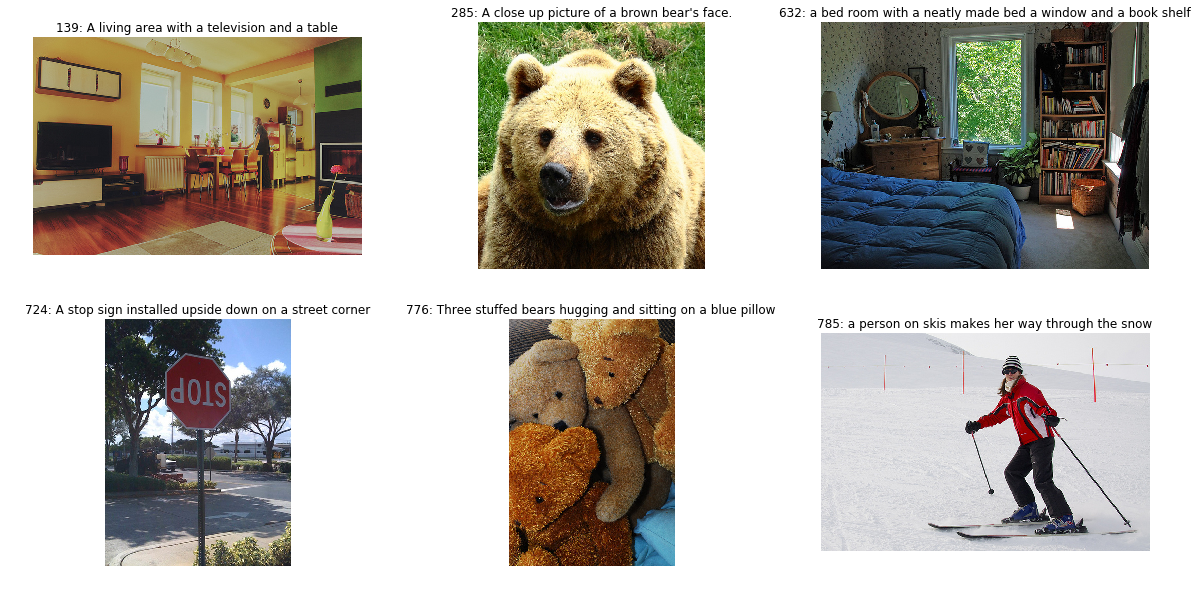 139: A living area with a television and a table
285: A close up picture of a brown bear's face.
632: a bed room with a neatly made bed a window and a book shelf
724: A stop sign installed upside down on a street corner
STOP
776: Three stuffed bears hugging and sitting on a blue pillow
785: a person on skis makes her way through the snow